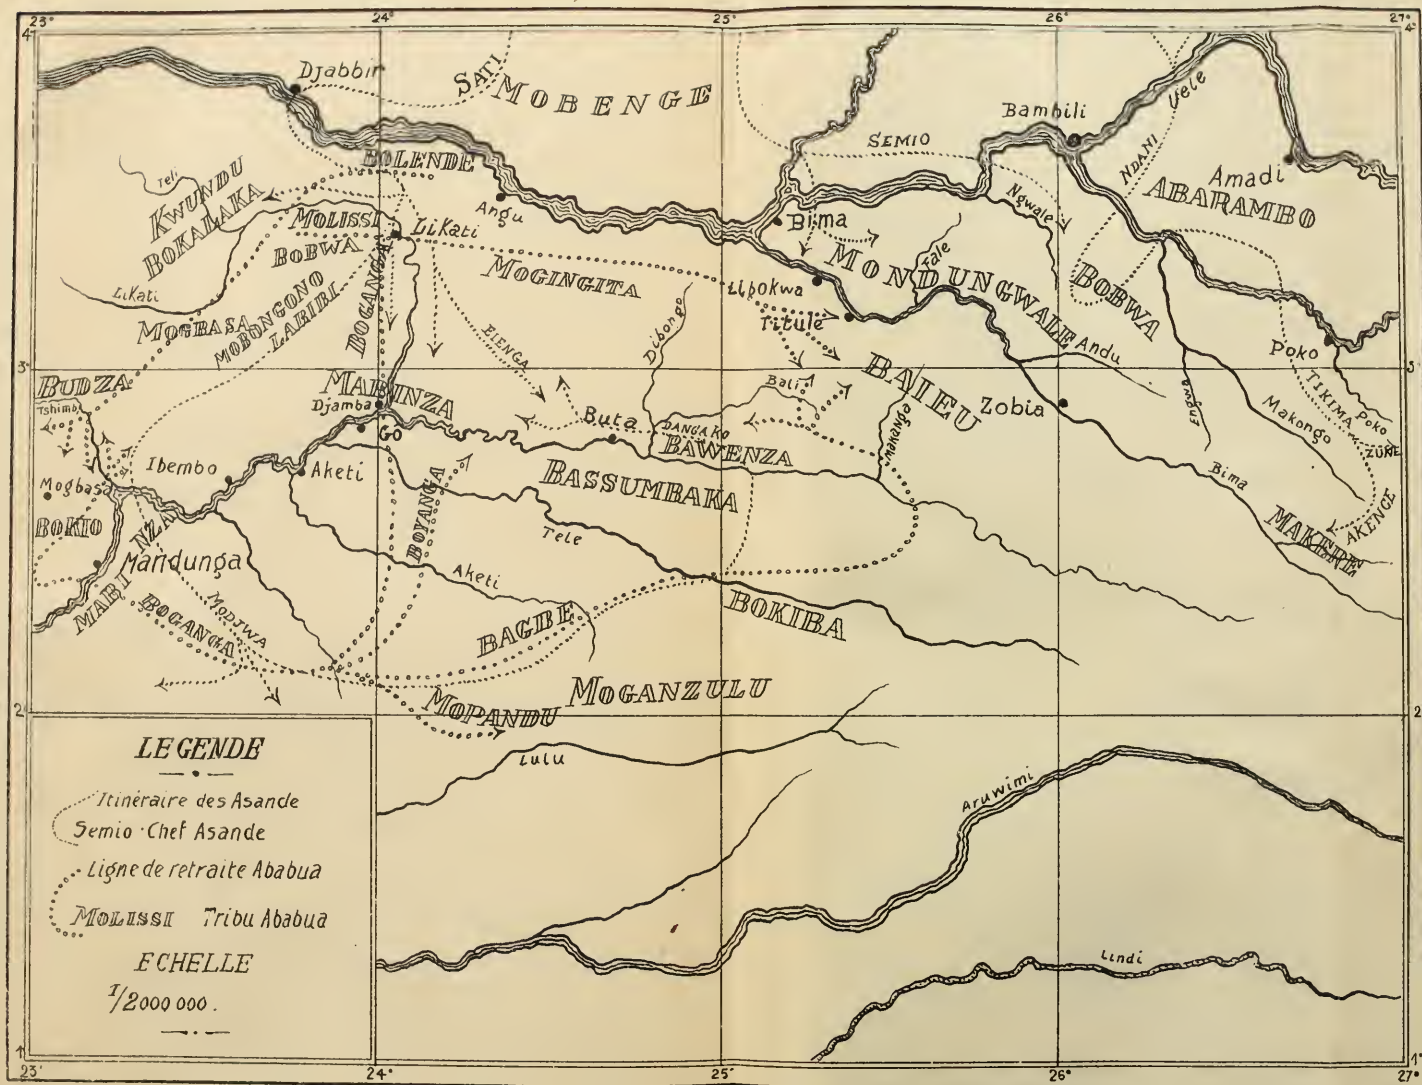 23° 24° 25° 26° 27°
4° 4°
Djabbir
SATI
MOBENGE
Bambili
Uele
SEMIO
NDANI
Amadi
ABARAMBO
BOLENDE
Teli
KWUNDU
BOKALAKA
MOLISSI
Likati
BOBWA
Angu
Ngwale
Bima
Fale
MONDUNGWALE
BOBWA
Likati
MOGBASA
MOBONGONO
LARIBI
BOGANGA
MOGINGITA
Titule
Dibongo
ELENGA
3° 3°
BUDZA
Tshimbi
MABINZA
Djamba
Go
Buta
Bali
DANGAKO
BAWENZA
Makanga
BAIEU
Zobia
Andu
Engwa
Makongo
Poko
TIKIMA
Poko
ZUNE
AKENGE
Bima
MAKERE
Mogbasa
Ibembo
Aketi
BOYANGA
BASSUMBAKA
BOKIO
MABINZA
Mandunga
Tele
Aketi
BOGANGA
MODJWA
BAGBE
BOKIBA
MOGANZULU
MOPANDU
2° 2°
Lulu
Aruwimi
Lindi
LEGENDE
Itinéraire des Asande
Semio · Chef Asande
Ligne de retraite Ababua
MOLISSI Tribu Ababua
ECHELLE
1/2000 000.
1° 1°
23° 24° 25° 26° 27°